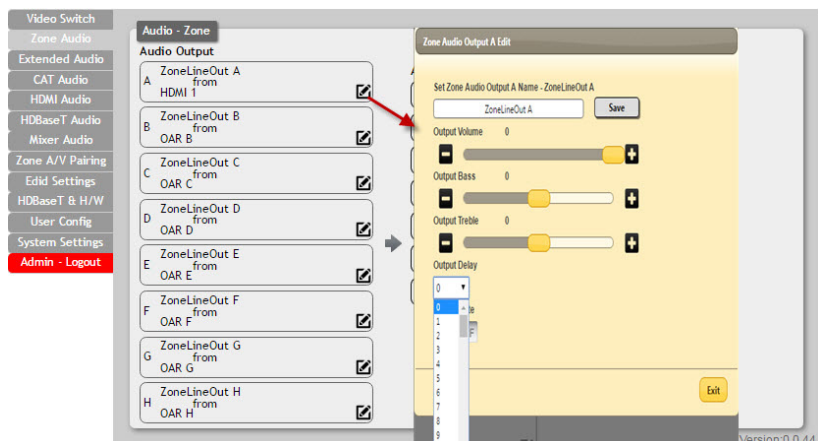 Video Switch
Zone Audio
Extended Audio
CAT Audio
HDMI Audio
HDBaseT Audio
Mixer Audio
Zone A/V Pairing
Edid Settings
HDBaseT & H/W
User Config
System Settings
Admin - Logout
Audio - Zone
Audio Output
A ZoneLineOut A
from
HDMI 1
B ZoneLineOut B
from
OAR B
C ZoneLineOut C
from
OAR C
D ZoneLineOut D
from
OAR D
E ZoneLineOut E
from
OAR E
F ZoneLineOut F
from
OAR F
G ZoneLineOut G
from
OAR G
H ZoneLineOut H
from
OAR H
Zone Audio Output A Edit
Set Zone Audio Output A Name - ZoneLineOut A
ZoneLineOut A Save
Output Volume 0
Output Bass 0
Output Treble 0
Output Delay
0
0
1
2
3
4
5
6
7
8
9
Exit
Version:0.0.44